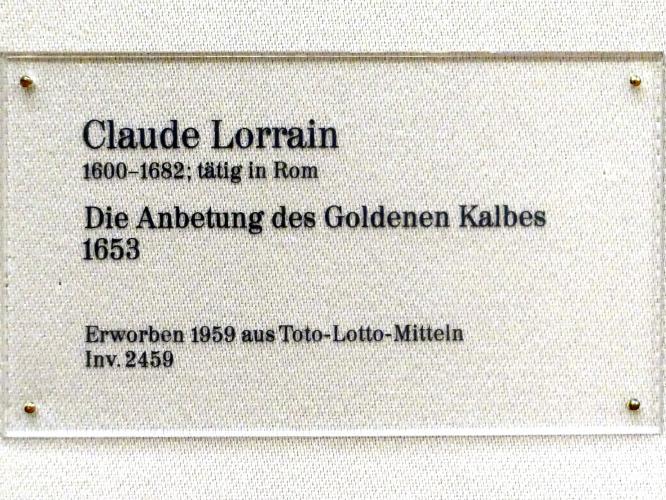 Claude Lorrain
1600–1682; tätig in Rom
Die Anbetung des Goldenen Kalbes
1653
Erworben 1959 aus Toto-Lotto-Mitteln
Inv. 2459